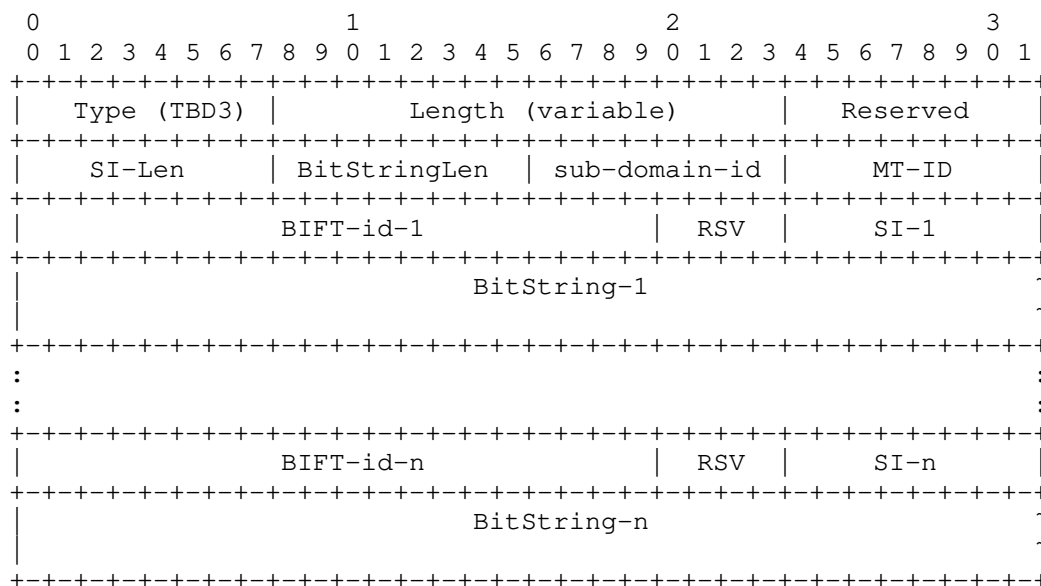 0                   1                   2                   3
 0 1 2 3 4 5 6 7 8 9 0 1 2 3 4 5 6 7 8 9 0 1 2 3 4 5 6 7 8 9 0 1
+-+-+-+-+-+-+-+-+-+-+-+-+-+-+-+-+-+-+-+-+-+-+-+-+-+-+-+-+-+-+-+-+
|   Type (TBD3) |        Length (variable)      |   Reserved    |
+-+-+-+-+-+-+-+-+-+-+-+-+-+-+-+-+-+-+-+-+-+-+-+-+-+-+-+-+-+-+-+-+
|    SI-Len     | BitStringLen  | sub-domain-id |     MT-ID     |
+-+-+-+-+-+-+-+-+-+-+-+-+-+-+-+-+-+-+-+-+-+-+-+-+-+-+-+-+-+-+-+-+
|                BIFT-id-1              |  RSV  |     SI-1      |
+-+-+-+-+-+-+-+-+-+-+-+-+-+-+-+-+-+-+-+-+-+-+-+-+-+-+-+-+-+-+-+-+
|                            BitString-1                        ~
|                                                               ~
+-+-+-+-+-+-+-+-+-+-+-+-+-+-+-+-+-+-+-+-+-+-+-+-+-+-+-+-+-+-+-+-+
:                                                               :
:                                                               :
+-+-+-+-+-+-+-+-+-+-+-+-+-+-+-+-+-+-+-+-+-+-+-+-+-+-+-+-+-+-+-+-+
|                BIFT-id-n              |  RSV  |     SI-n      |
+-+-+-+-+-+-+-+-+-+-+-+-+-+-+-+-+-+-+-+-+-+-+-+-+-+-+-+-+-+-+-+-+
|                            BitString-n                        ~
|                                                               ~
+-+-+-+-+-+-+-+-+-+-+-+-+-+-+-+-+-+-+-+-+-+-+-+-+-+-+-+-+-+-+-+-+